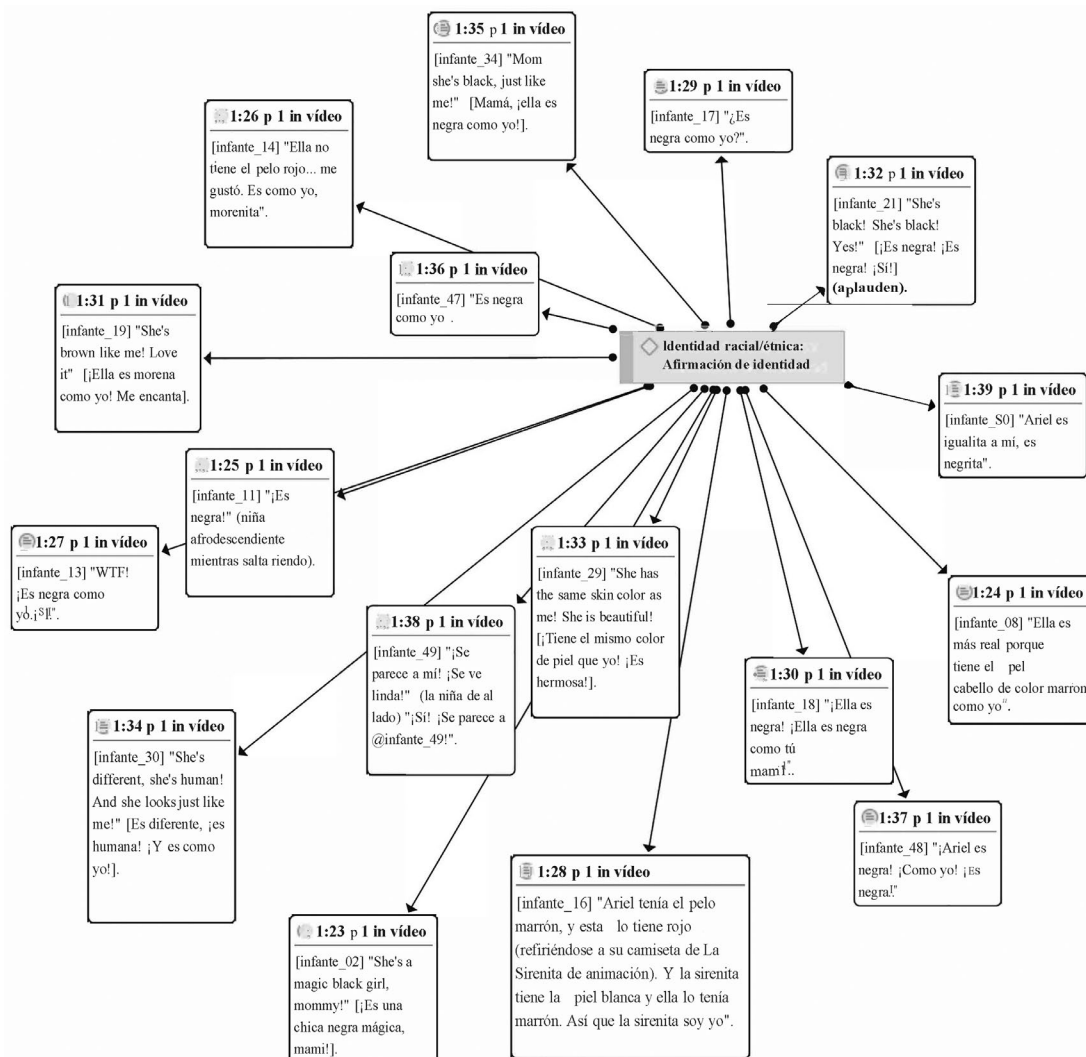 1:35 p 1 in vídeo
[infante_34] "Mom
she's black, just like
me!" [Mamá, ¡ella es
negra como yo!].
1:29 p 1 in vídeo
[infante_17] "¿Es
negra como yo?".
1:26 p 1 in vídeo
[infante_14] "Ella no
tiene el pelo rojo... me
gustó. Es como yo,
morenita".
1:32 p 1 in vídeo
[infante_21] "She's
black! She's black!
Yes!" [¡Es negra! ¡Es
negra! ¡Sí!]
(aplauden).
1:36 p 1 in vídeo
[infante_47] "Es negra
como yo .
1:31 p 1 in vídeo
[infante_19] "She's
brown like me! Love
it" [¡Ella es morena
como yo! Me encanta].
Identidad racial/étnica:
Afirmación de identidad
1:39 p 1 in vídeo
[infante_S0] "Ariel es
igualita a mí, es
negrita".
1:25 p 1 in vídeo
[infante_11] "¡Es
negra!" (niña
afrodescendiente
mientras salta riendo).
1:27 p 1 in vídeo
[infante_13] "WTF!
¡Es negra como
1:33 p 1 in vídeo
[infante_29] "She has
the same skin color as
me! She is beautiful!
[¡Tiene el mismo color
de piel que yo! ¡Es
hermosa!].
1:24 p 1 in vídeo
[infante_08] "Ella es
más real porque
tiene el pel
cabello de color marron
como yo".
1:38 p 1 in vídeo
[infante_49] "¡Se
parece a mí! ¡Se ve
linda!" (la niña de al
lado) "¡Sí! ¡Se parece a
@infante_49!".
1:30 p 1 in vídeo
[infante_18] "¡Ella es
negra! ¡Ella es negra
como tú
1:34 p 1 in vídeo
[infante_30] "She's
different, she's human!
And she looks just like
me!" [Es diferente, ¡es
humana! ¡Y es como
yo!].
1:37 p 1 in vídeo
[infante_48] "¡Ariel es
negra! ¡Como yo! ¡Es
negra!"
1:28 p 1 in vídeo
[infante_16] "Ariel tenía el pelo
marrón, y esta lo tiene rojo
(refiriéndose a su camiseta de La
Sirenita de animación). Y la sirenita
tiene la piel blanca y ella lo tenía
marrón. Así que la sirenita soy yo".
1:23 p 1 in vídeo
[infante_02] "She's a
magic black girl,
mommy!" [¡Es una
chica negra mágica,
mami!].